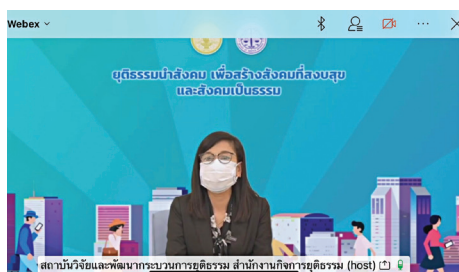 Webex
ยุติธรรมนำสังคม เพื่อสร้างสังคมที่สงบสุข
และสังคมเป็นธรรม
สถาบันวิจัยและพัฒนากระบวนการยุติธรรม สำนักงานกิจการยุติธรรม (host)